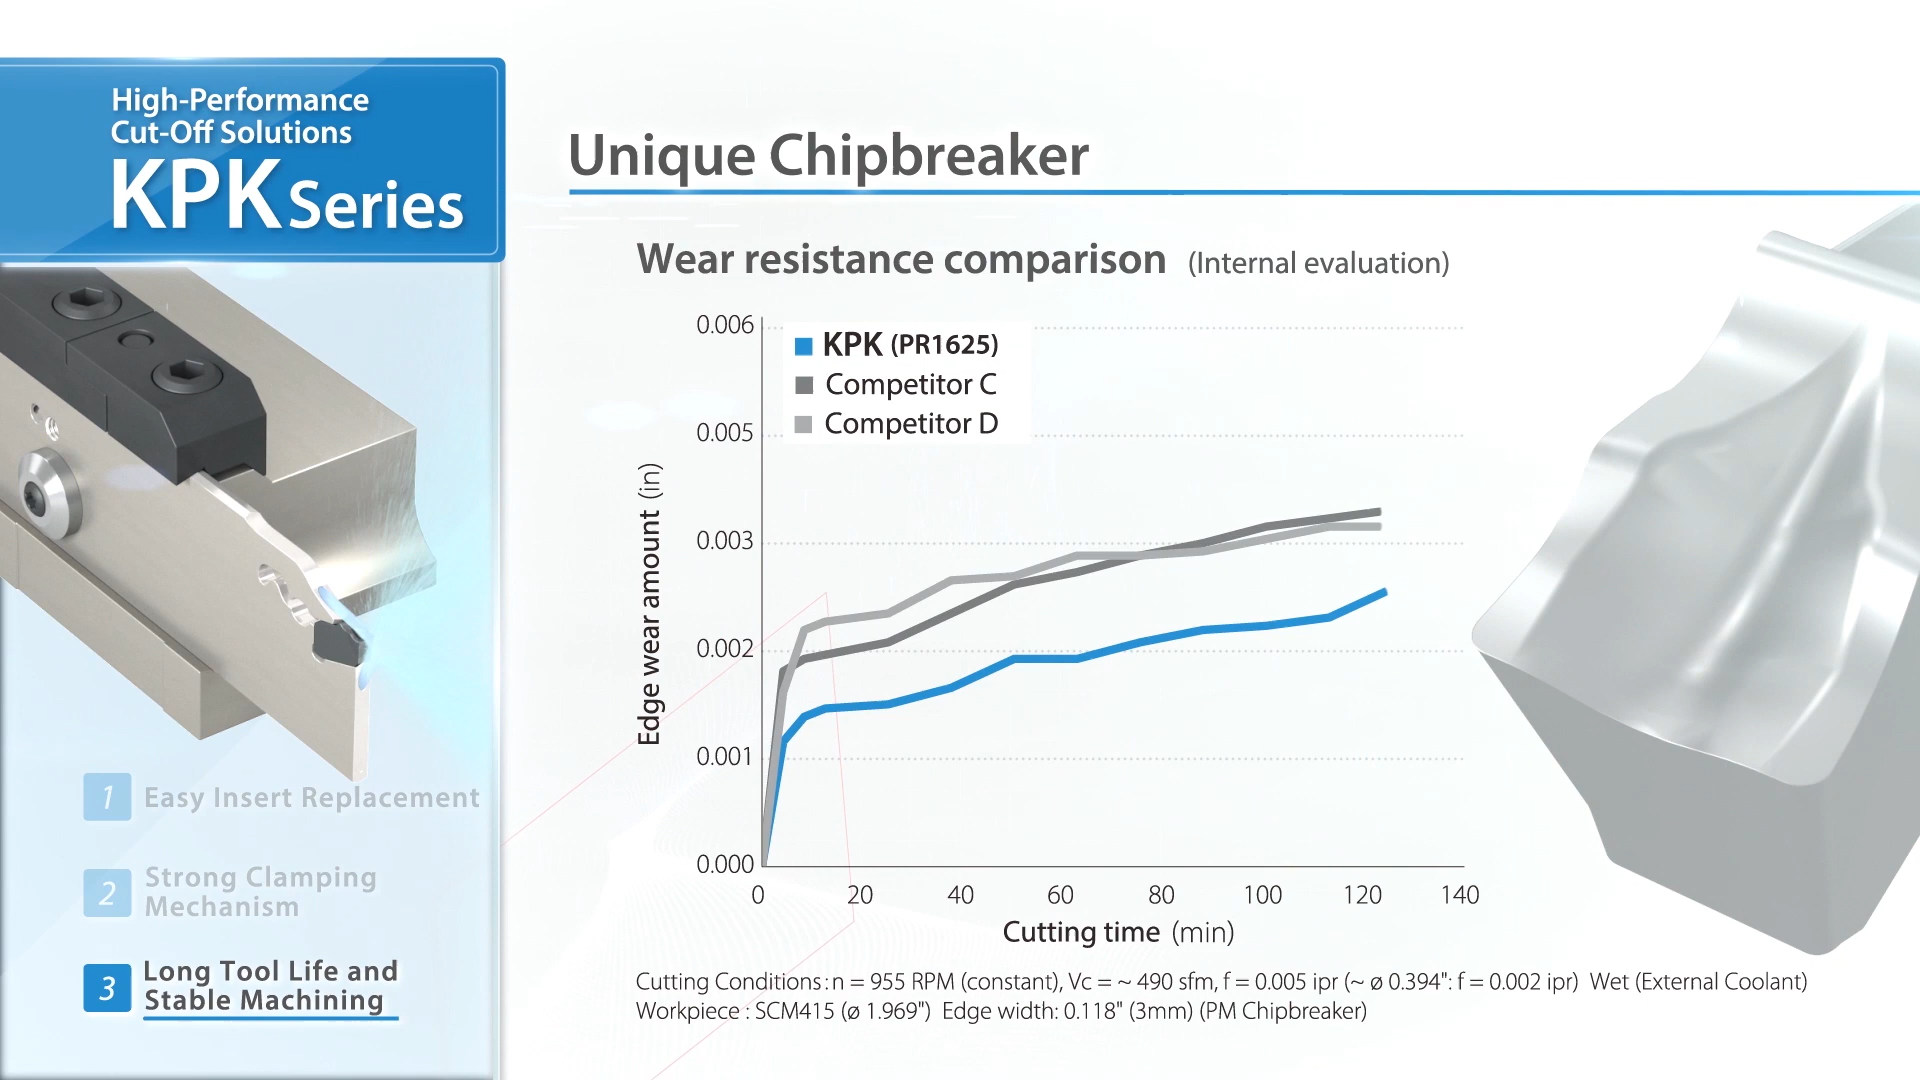 High-Performance
Cut-Off Solutions
KPK Series
Unique Chipbreaker
Wear resistance comparison (Internal evaluation)
0.006
0.005
0.003
0.002
0.001
0.000
KPK (PR1625)
Competitor C
Competitor D
Edge wear amount (in)
0 20 40 60 80 100 120 140
Cutting time (min)
1 Easy Insert Replacement
2 Strong Clamping
Mechanism
3 Long Tool Life and
Stable Machining
Cutting Conditions : n = 955 RPM (constant), Vc = ~ 490 sfm, f = 0.005 ipr (~ ø 0.394": f = 0.002 ipr) Wet (External Coolant)
Workpiece : SCM415 (ø 1.969") Edge width: 0.118" (3mm) (PM Chipbreaker)